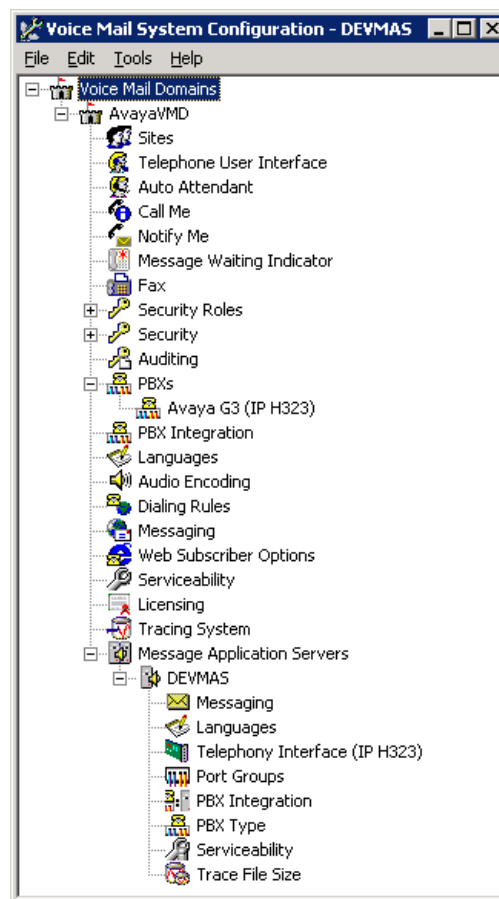 Voice Mail System Configuration - DEVMAS
File Edit Tools Help
Voice Mail Domains
AvayaVMD
Sites
Telephone User Interface
Auto Attendant
Call Me
Notify Me
Message Waiting Indicator
Fax
Security Roles
Security
Auditing
PBXs
Avaya G3 (IP H323)
PBX Integration
Languages
Audio Encoding
Dialing Rules
Messaging
Web Subscriber Options
Serviceability
Licensing
Tracing System
Message Application Servers
DEVMAS
Messaging
Languages
Telephony Interface (IP H323)
Port Groups
PBX Integration
PBX Type
Serviceability
Trace File Size